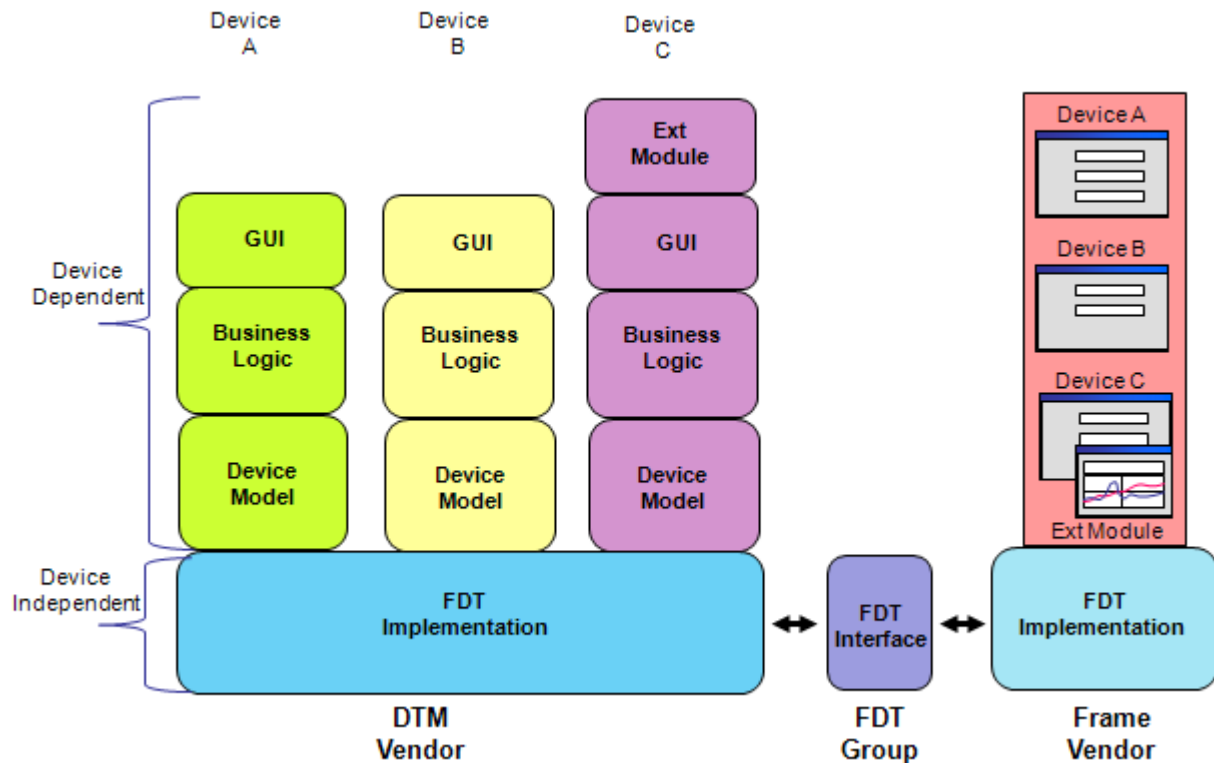 Device
A
Device
B
Device
C
Ext
Module
GUI
GUI
GUI
Device
Dependent
Business
Logic
Business
Logic
Business
Logic
Device
Model
Device
Model
Device
Model
Device A
Device B
Device C
Ext Module
Device
Independent
FDT
Implementation
FDT
Interface
FDT
Implementation
DTM
Vendor
FDT
Group
Frame
Vendor